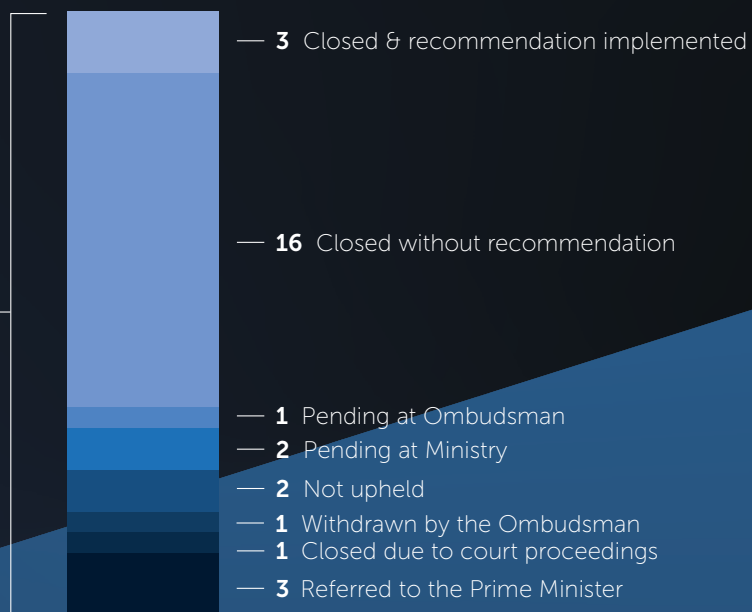 3 Closed & recommendation implemented
16 Closed without recommendation
1 Pending at Ombudsman
2 Pending at Ministry
2 Not upheld
1 Withdrawn by the Ombudsman
1 Closed due to court proceedings
3 Referred to the Prime Minister